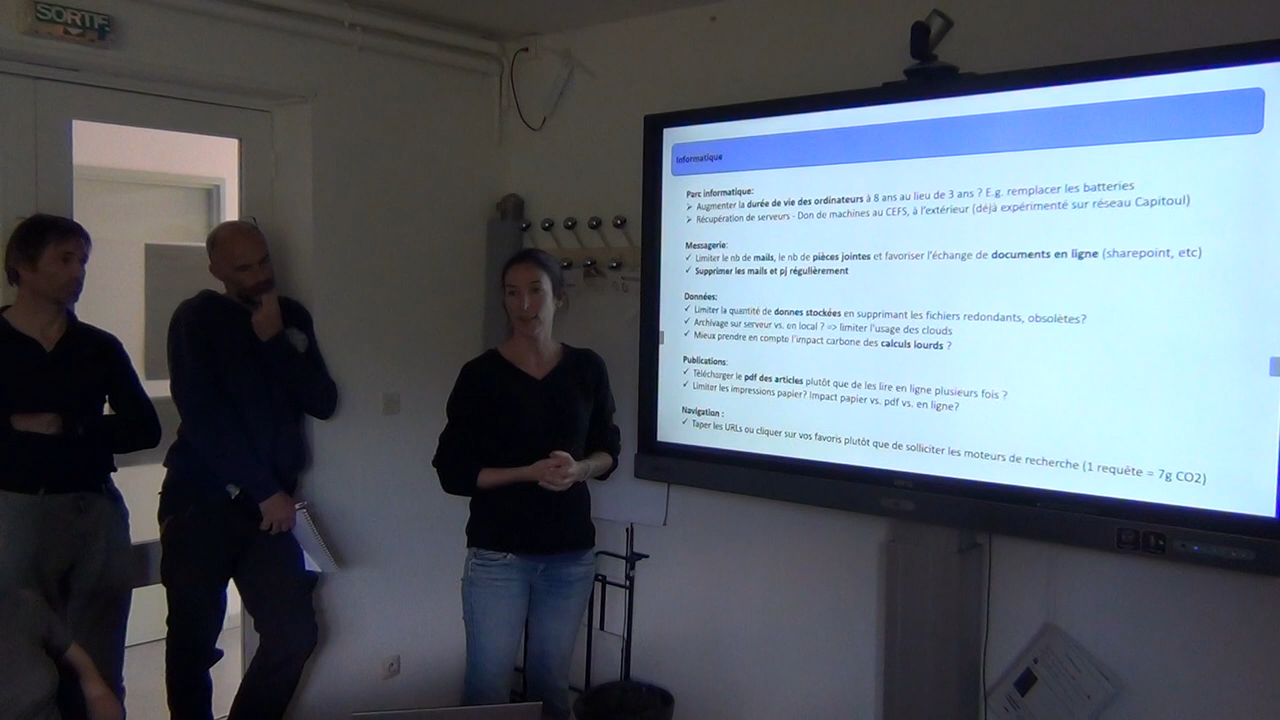 SORTIE
Informatique
Parc informatique:
➤ Augmenter la durée de vie des ordinateurs à 8 ans au lieu de 3 ans ? E.g. remplacer les batteries
➤ Récupération de serveurs - Don de machines au CEFS, à l'extérieur (déjà expérimenté sur réseau Capitoul)
Messagerie:
✓ Limiter le nb de mails, le nb de pièces jointes et favoriser l'échange de documents en ligne (sharepoint, etc)
✓ Supprimer les mails et pj régulièrement
Données:
✓ Limiter la quantité de donnes stockées en supprimant les fichiers redondants, obsolètes?
✓ Archivage sur serveur vs. en local ? => limiter l'usage des clouds
✓ Mieux prendre en compte l'impact carbone des calculs lourds ?
Publications:
✓ Télécharger le pdf des articles plutôt que de les lire en ligne plusieurs fois ?
✓ Limiter les impressions papier? Impact papier vs. pdf vs. en ligne?
Navigation :
✓ Taper les URLs ou cliquer sur vos favoris plutôt que de solliciter les moteurs de recherche (1 requête = 7g CO2)